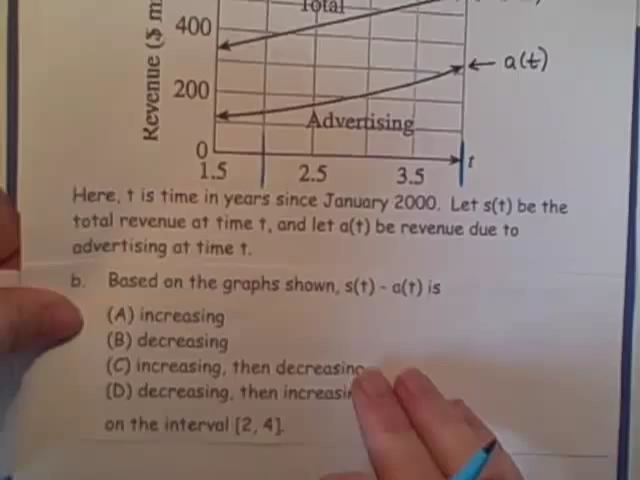 Total
400
Revenue ($ m
← a(t)
200
Advertising
0
t
1.5 2.5 3.5
Here, t is time in years since January 2000. Let s(t) be the
total revenue at time t, and let a(t) be revenue due to
advertising at time t.
b. Based on the graphs shown, s(t) - a(t) is
(A) increasing
(B) decreasing
(C) increasing, then decreasing
(D) decreasing, then increasin
on the interval [2, 4].